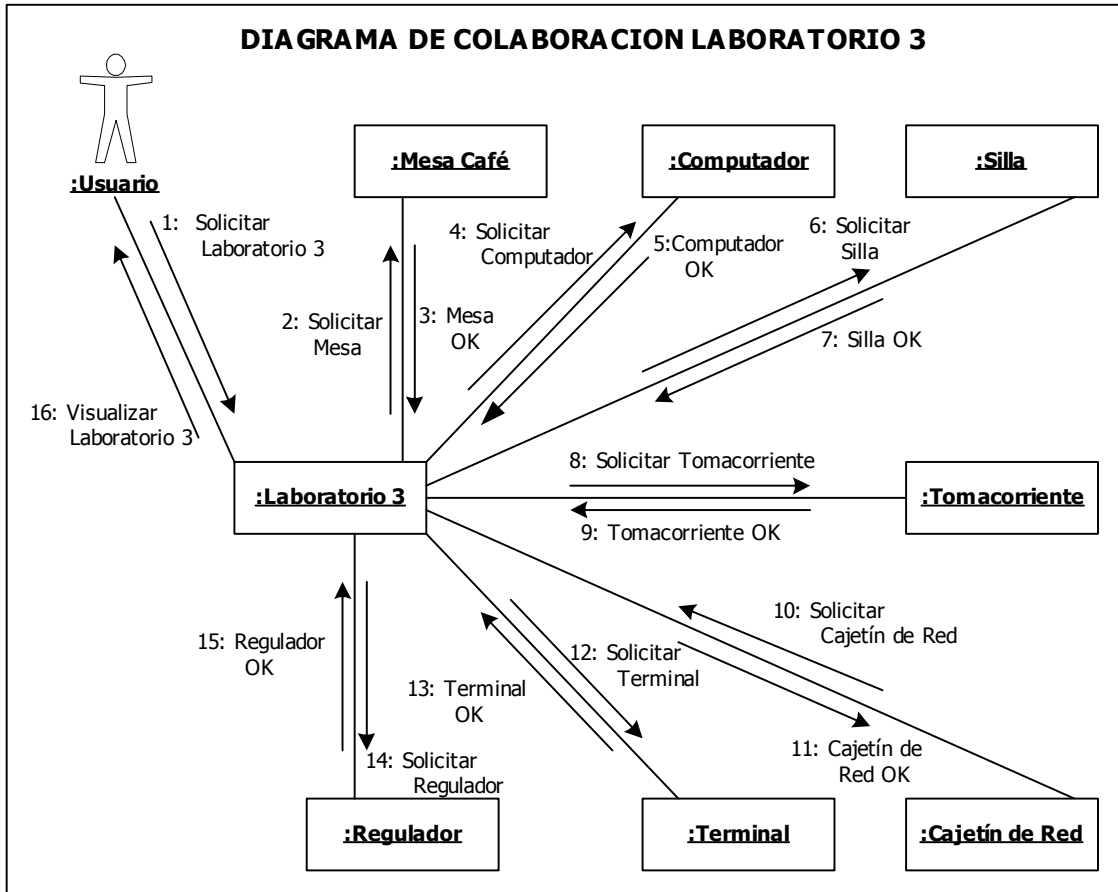 DIAGRAMA DE COLABORACION LABORATORIO 3
:Usuario
:Mesa Café
:Computador
:Silla
1: Solicitar
Laboratorio 3
2: Solicitar
Mesa
3: Mesa
OK
4: Solicitar
Computador
5:Computador
OK
6: Solicitar
Silla
7: Silla OK
16: Visualizar
Laboratorio 3
:Laboratorio 3
8: Solicitar Tomacorriente
9: Tomacorriente OK
:Tomacorriente
10: Solicitar
Cajetín de Red
11: Cajetín de
Red OK
12: Solicitar
Terminal
13: Terminal
OK
14: Solicitar
Regulador
15: Regulador
OK
:Regulador
:Terminal
:Cajetín de Red